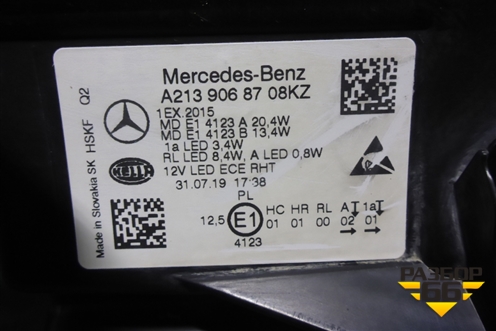 Mercedes-Benz
A213 906 87 08KZ
1EX.2015
MD E1 4123 A 20,4W
MD E1 4123 B 13,4W
1a LED 3,4W
RL LED 8,4W, A LED 0,8W
12V LED ECE RHT
31.07.19 17:38
PL
12,5 E1 HC HR RL A 1a
01 01 00 02 01
4123
HELLA
Made in Slovakia SK HSKF Q2
РАЗБОР
66